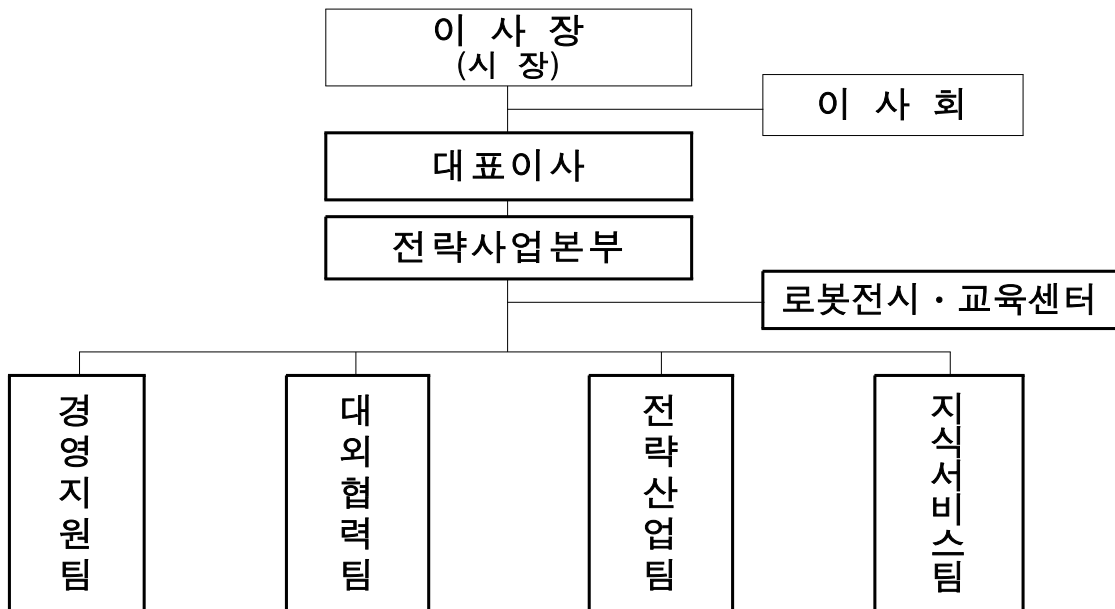 이 사 장
(시 장)
이 사 회
대표이사
전략사업본부
로봇전시·교육센터
경영지원팀
대외협력팀
전략산업팀
지식서비스팀